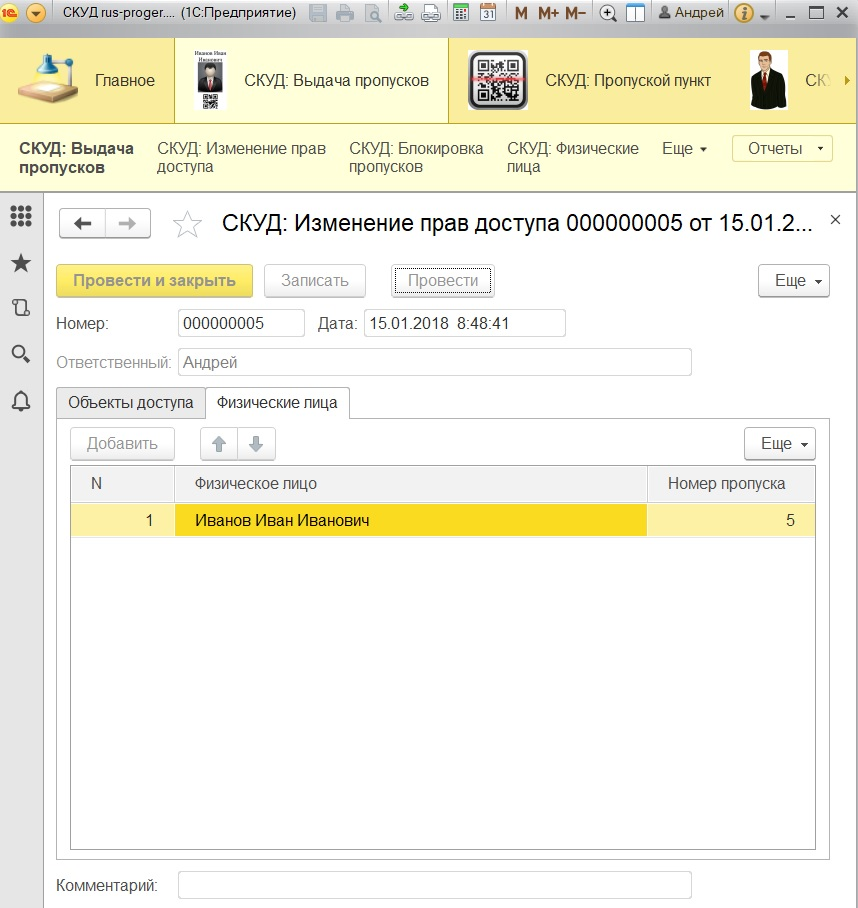 1С СКУД rus-proger.... (1С:Предприятие) 31 M M+ M− Андрей i
Главное
Иванов Иван
Иванович
СКУД: Выдача пропусков
СКУД: Пропуской пункт
СК
СКУД: Выдача пропусков
СКУД: Изменение прав доступа
СКУД: Блокировка пропусков
СКУД: Физические лица
Еще
Отчеты
СКУД: Изменение прав доступа 000000005 от 15.01.2...
Провести и закрыть Записать Провести Еще
Номер: 000000005 Дата: 15.01.2018 8:48:41
Ответственный: Андрей
Объекты доступа Физические лица
Добавить Еще
N Физическое лицо Номер пропуска
1 Иванов Иван Иванович 5
Комментарий: